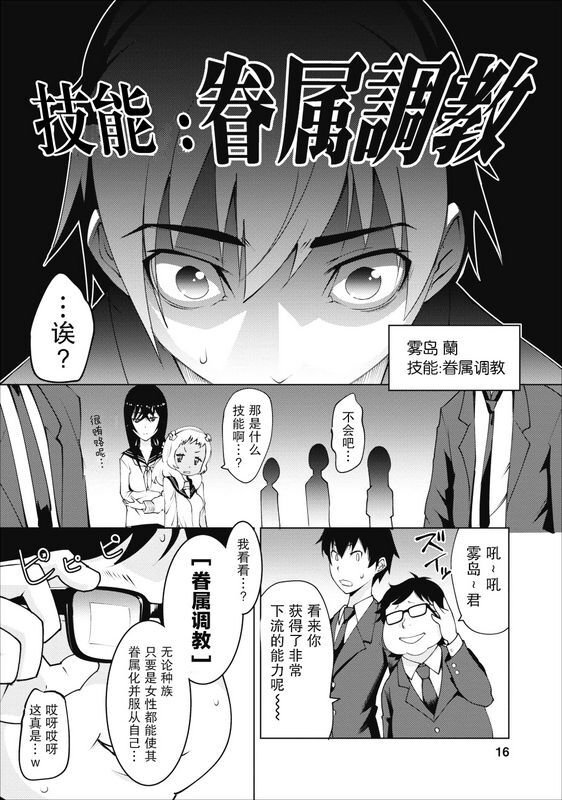 技能：眷属調教
…诶？
雾岛 蘭
技能:眷属调教
不会吧…
那是什么
技能啊…？
很贿赂呢…
ズイッ
吼～吼
雾岛～君
看来你
获得了非常
下流的能力呢～～
我看看…？
【眷属调教】
无论种族
只要是女性都能使其
眷属化并服从自己…
ピピピ
哎呀哎呀
这真是…w
16